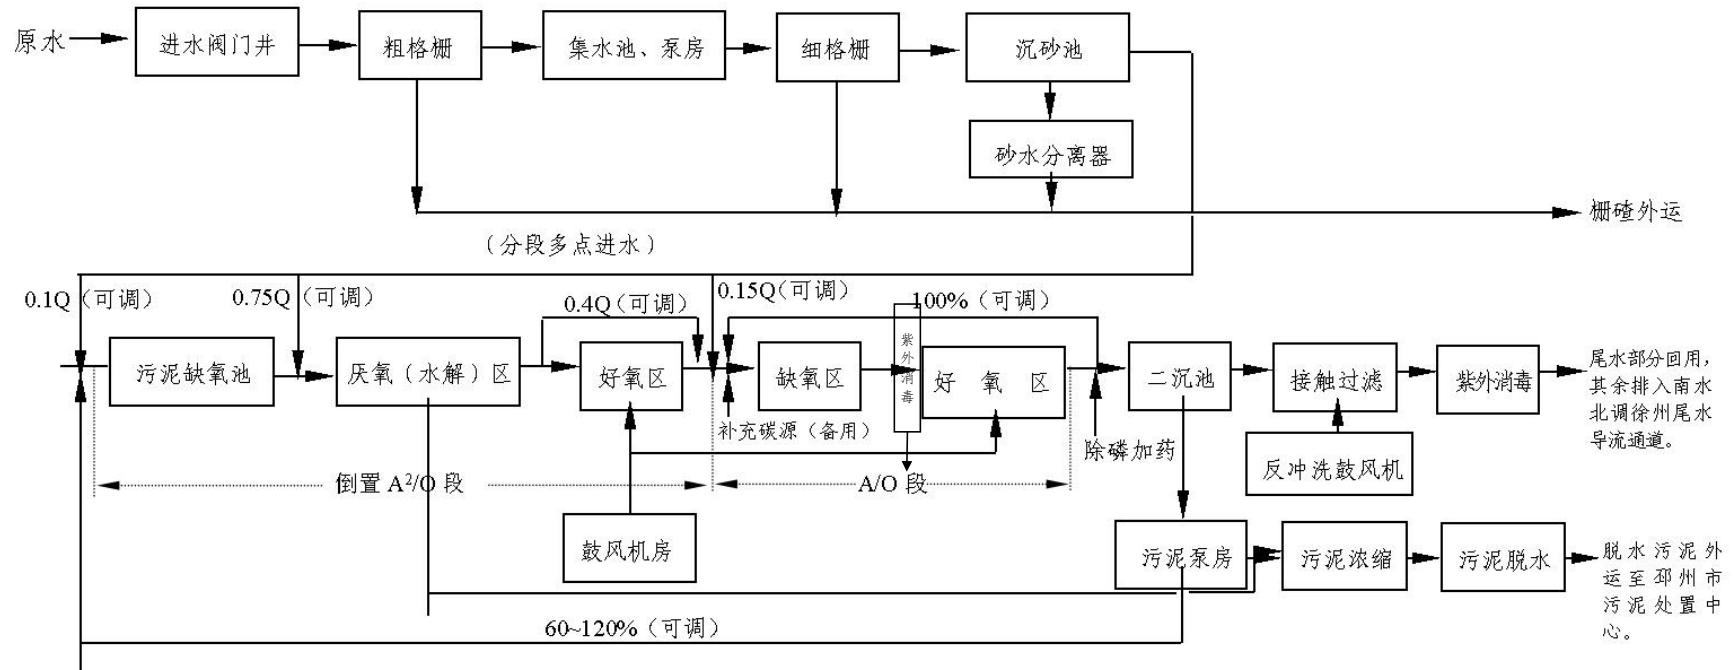 原水
进水阀门井
粗格栅
集水池、泵房
细格栅
沉砂池
砂水分离器
栅碴外运
（分段多点进水）
0.1Q（可调）
0.75Q（可调）
0.4Q（可调）
0.15Q（可调）
100%（可调）
污泥缺氧池
厌氧（水解）区
好氧区
缺氧区
紫外消毒
好氧区
二沉池
接触过滤
紫外消毒
尾水部分回用，
其余排入南水
北调徐州尾水
导流通道。
补充碳源（备用）
除磷加药
反冲洗鼓风机
倒置 A²/O 段
A/O 段
鼓风机房
污泥泵房
污泥浓缩
污泥脱水
脱水污泥外
运至邳州市
污泥处置中
心。
60~120%（可调）